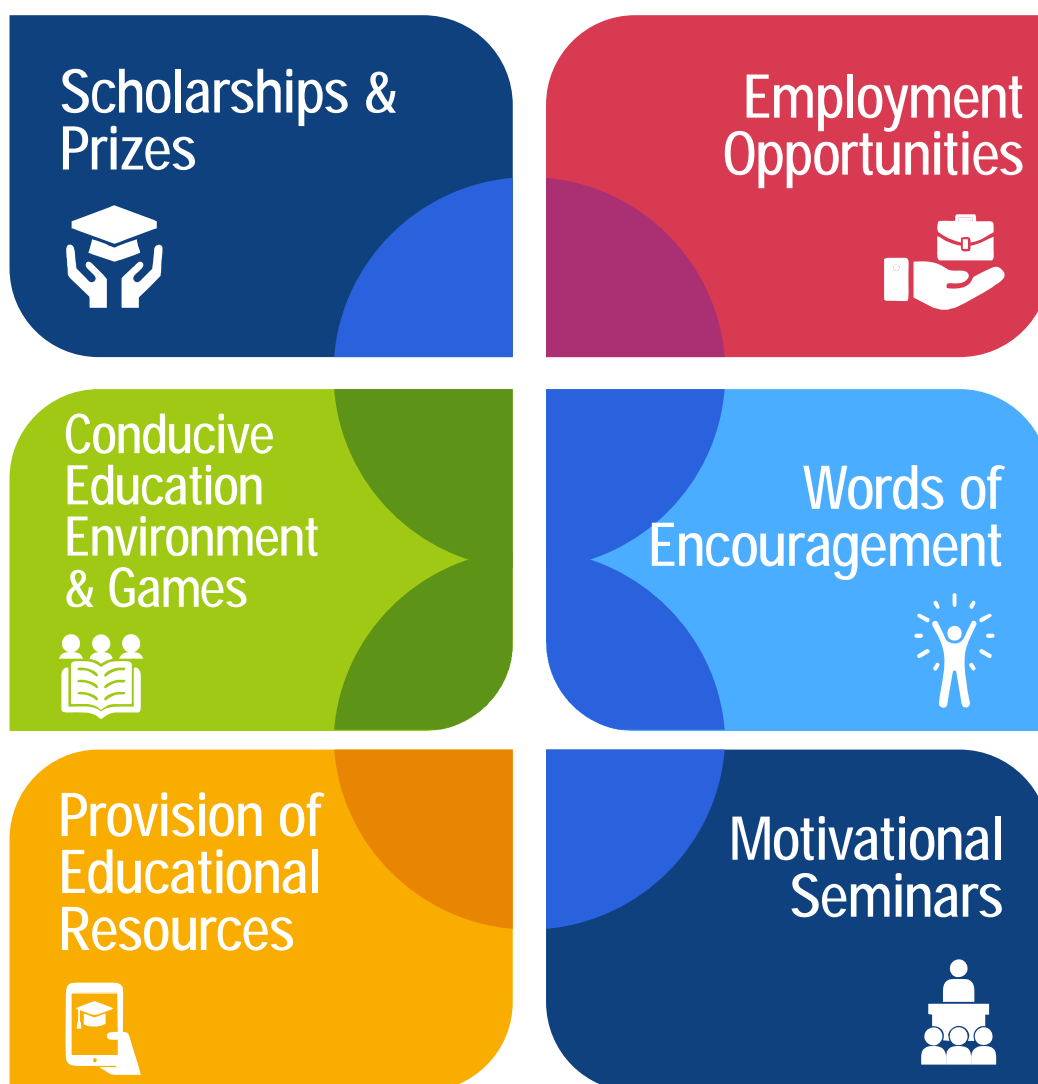 Scholarships &
Prizes
Employment
Opportunities
Conducive
Education
Environment
& Games
Words of
Encouragement
Provision of
Educational
Resources
Motivational
Seminars